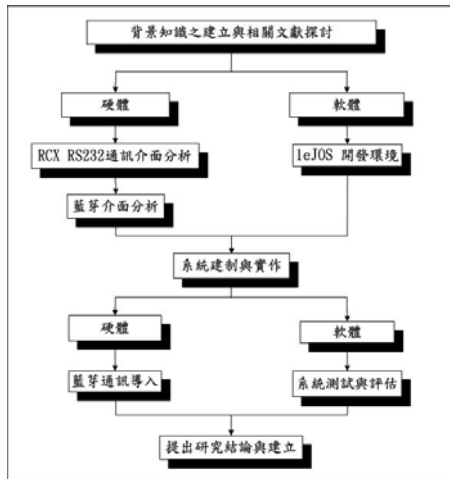 背景知識之建立與相關文獻探討
硬體
軟體
RCX RS232通訊介面分析
leJOS 開發環境
藍芽介面分析
系統建制與實作
硬體
軟體
藍芽通訊導入
系統測試與評估
提出研究結論與建立